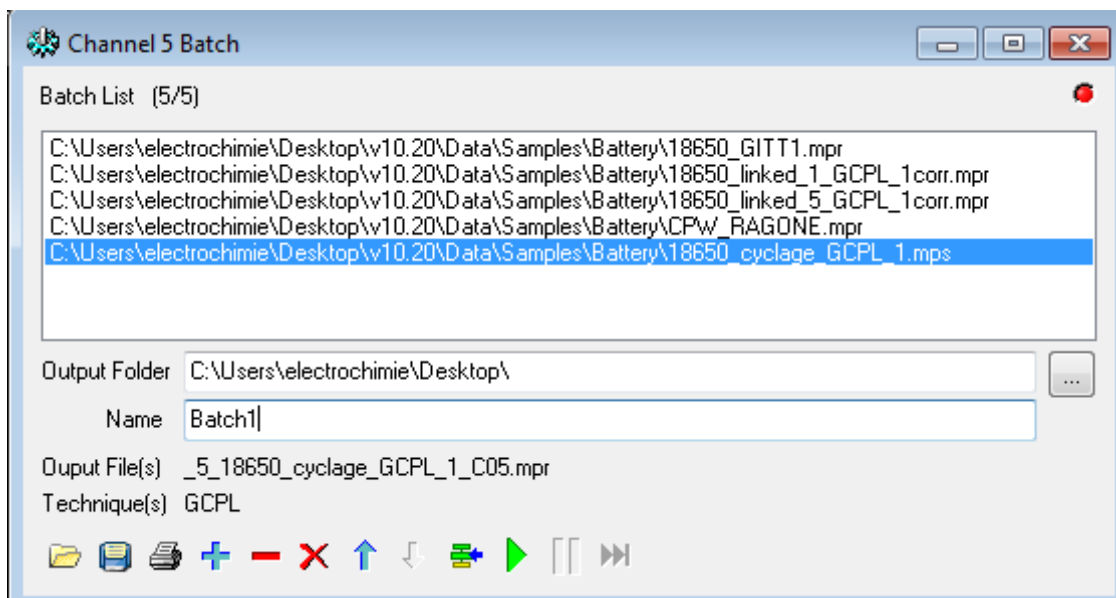 Channel 5 Batch
Batch List (5/5)
C:\Users\electrochimie\Desktop\v10.20\Data\Samples\Battery\18650_GITT1.mpr
C:\Users\electrochimie\Desktop\v10.20\Data\Samples\Battery\18650_linked_1_GCPL_1corr.mpr
C:\Users\electrochimie\Desktop\v10.20\Data\Samples\Battery\18650_linked_5_GCPL_1corr.mpr
C:\Users\electrochimie\Desktop\v10.20\Data\Samples\Battery\CPW_RAGONE.mpr
C:\Users\electrochimie\Desktop\v10.20\Data\Samples\Battery\18650_cyclage_GCPL_1.mps
Output Folder C:\Users\electrochimie\Desktop\ ...
Name Batch1
Ouput File(s) _5_18650_cyclage_GCPL_1_C05.mpr
Technique(s) GCPL